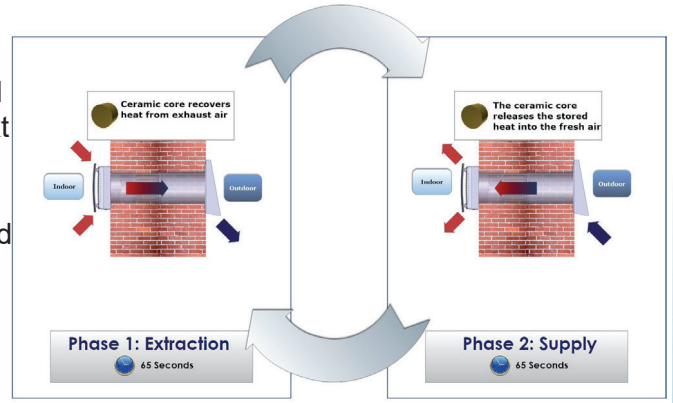 Ceramic core recovers
heat from exhaust air
Indoor
Outdoor
Phase 1: Extraction
65 Seconds
The ceramic core
releases the stored
heat into the fresh air
Indoor
Outdoor
Phase 2: Supply
65 Seconds